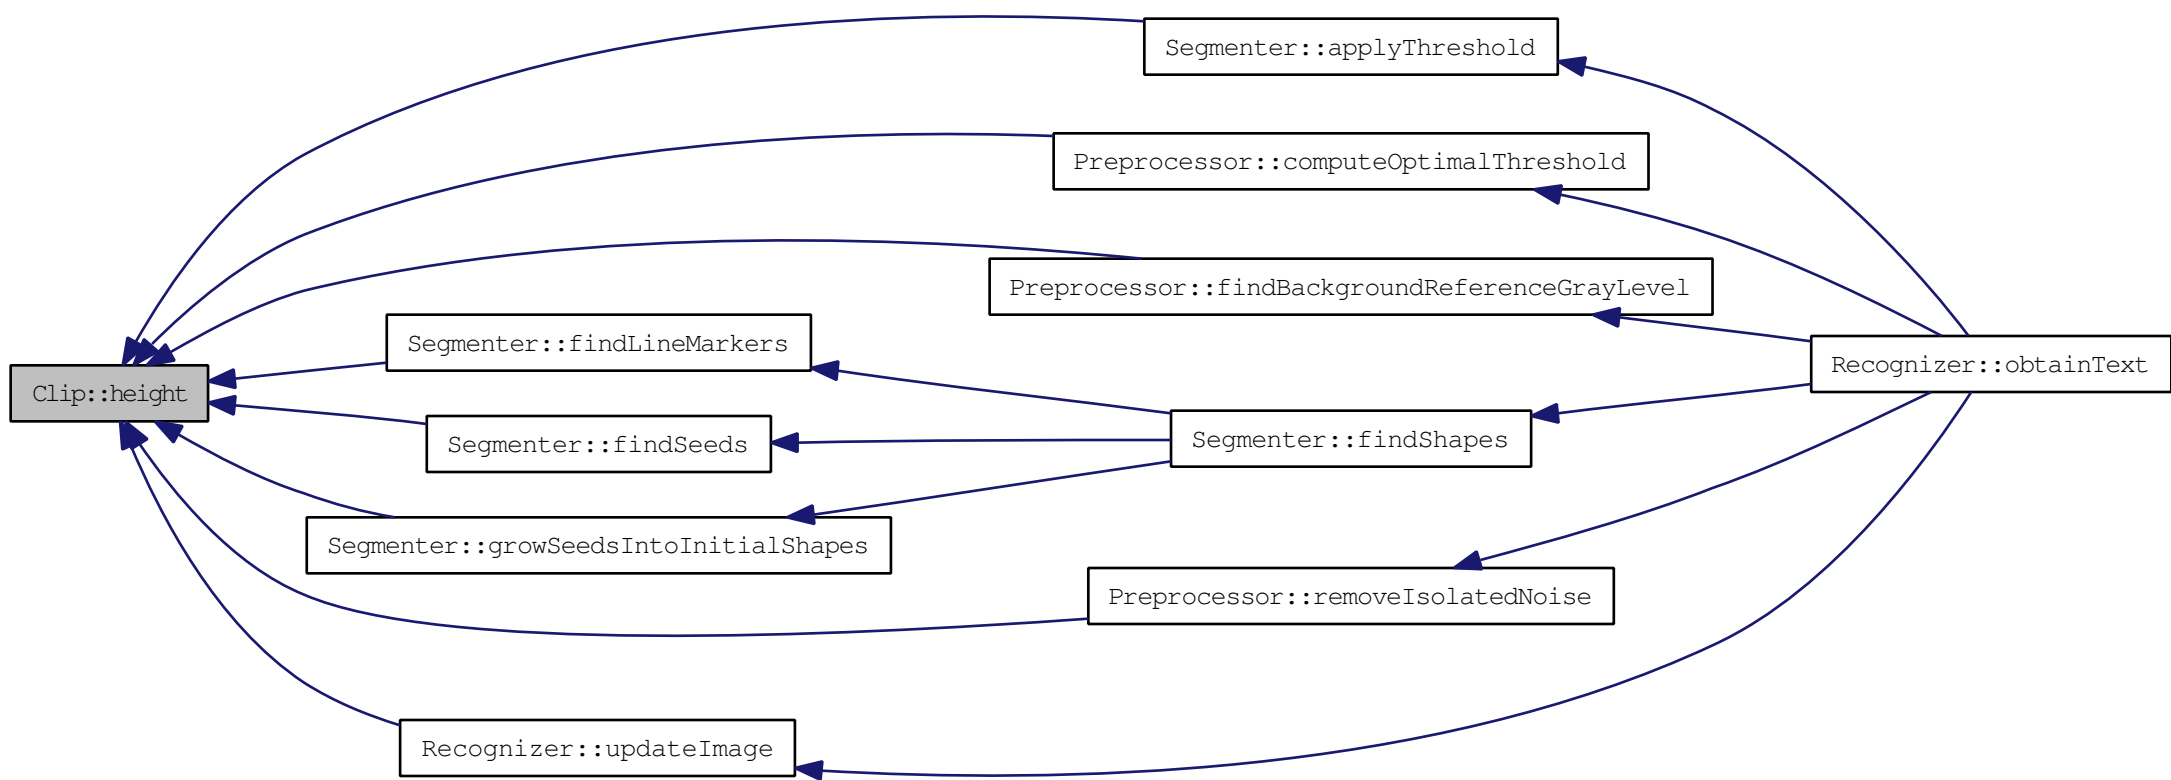 Segmenter::applyThreshold
Preprocessor::computeOptimalThreshold
Preprocessor::findBackgroundReferenceGrayLevel
Segmenter::findLineMarkers
Recognizer::obtainText
Clip::height
Segmenter::findSeeds
Segmenter::findShapes
Segmenter::growSeedsIntoInitialShapes
Preprocessor::removeIsolatedNoise
Recognizer::updateImage